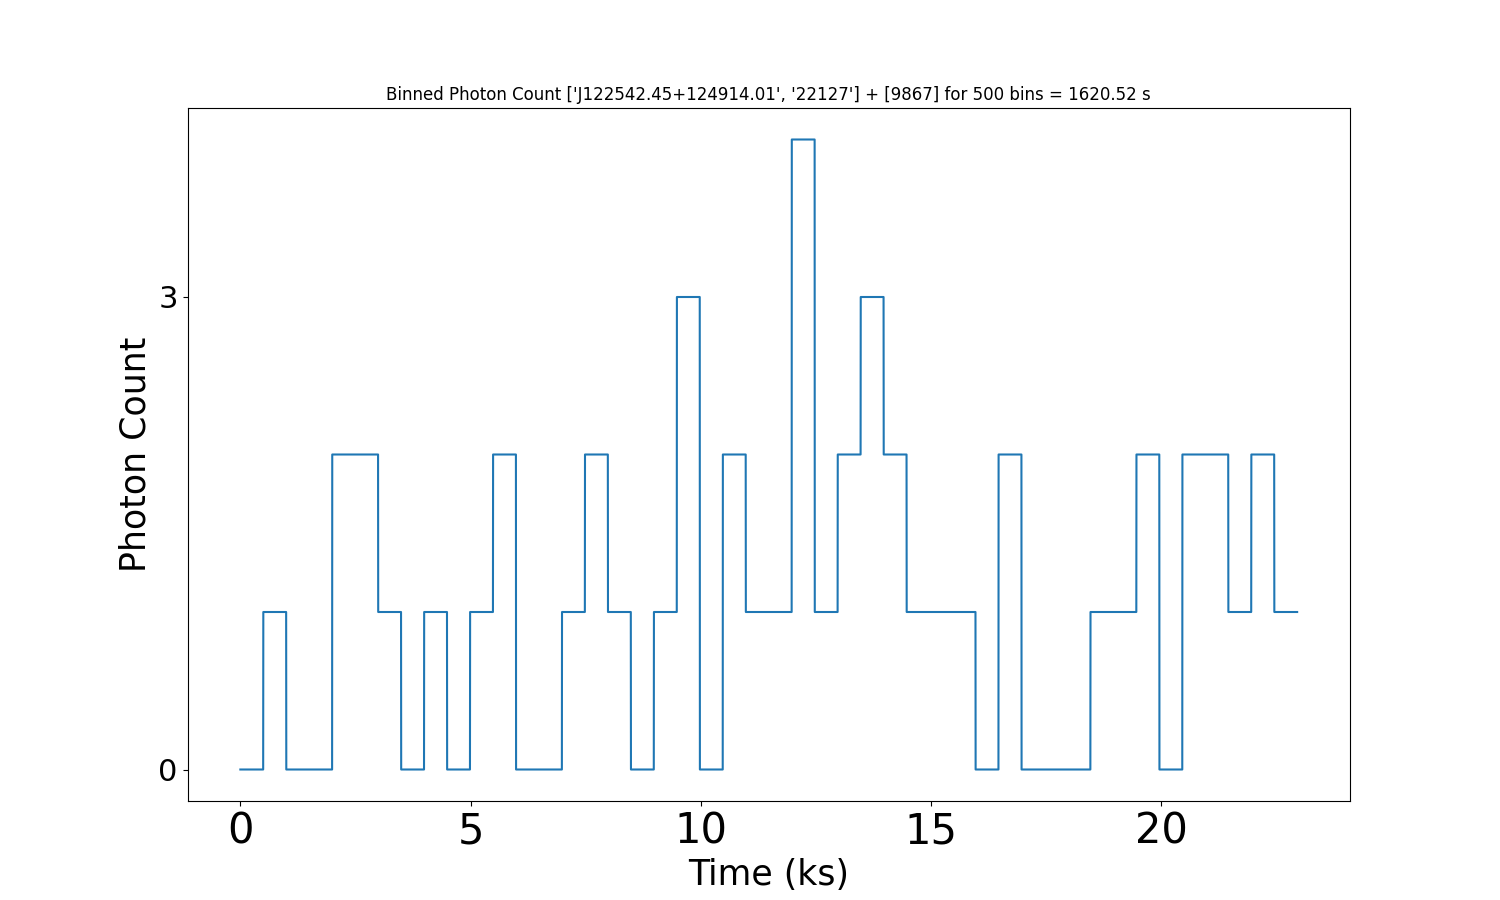 Binned Photon Count ['J122542.45+124914.01', '22127'] + [9867] for 500 bins = 1620.52 s
3
0
Photon Count
0 5 10 15 20
Time (ks)